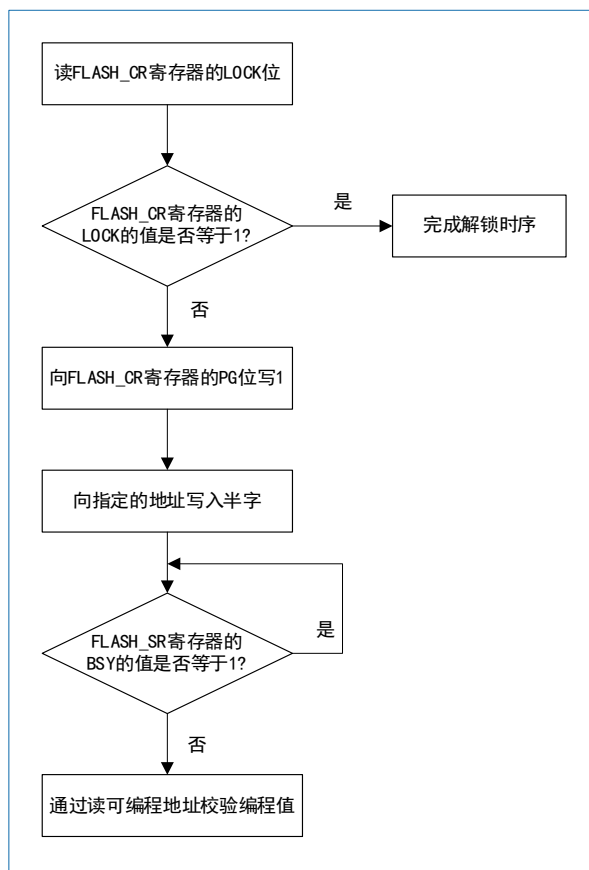 读FLASH_CR寄存器的LOCK位
FLASH_CR寄存器的
LOCK的值是否等于1?
是
完成解锁时序
否
向FLASH_CR寄存器的PG位写1
向指定的地址写入半字
FLASH_SR寄存器的
BSY的值是否等于1?
是
否
通过读可编程地址校验编程值